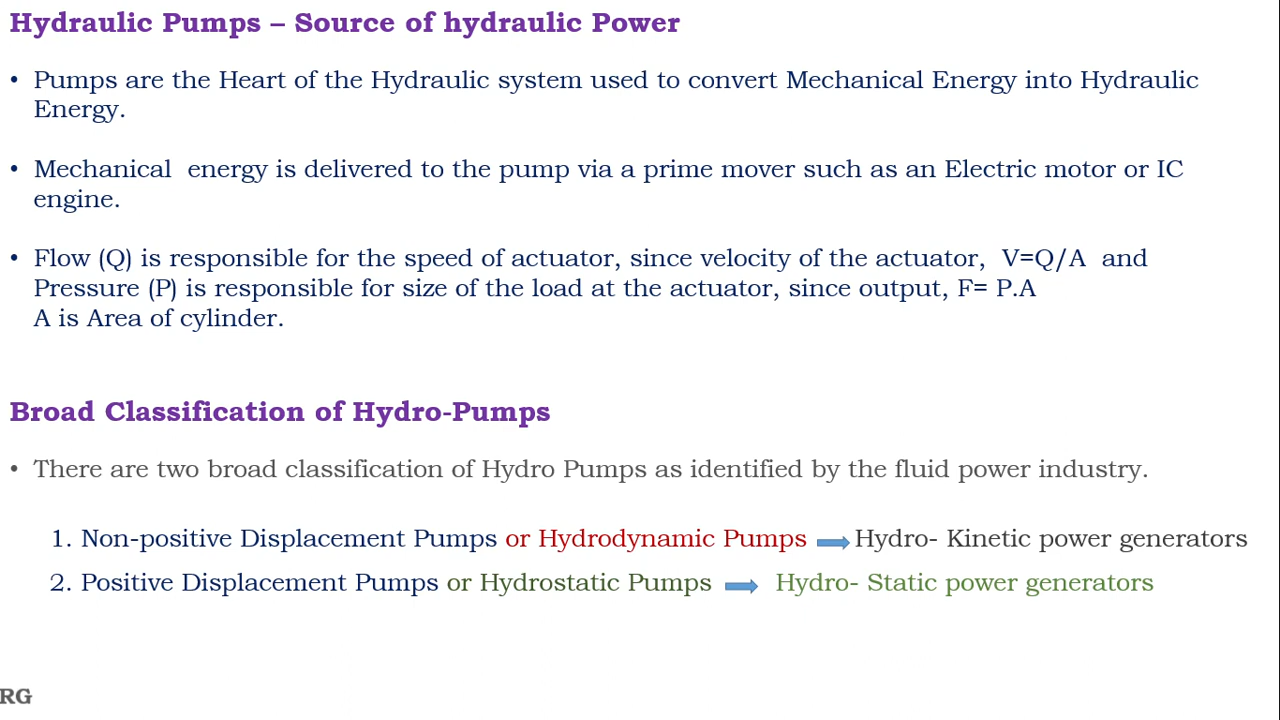 Hydraulic Pumps – Source of hydraulic Power
• Pumps are the Heart of the Hydraulic system used to convert Mechanical Energy into Hydraulic
Energy.
• Mechanical  energy is delivered to the pump via a prime mover such as an Electric motor or IC
engine.
• Flow (Q) is responsible for the speed of actuator, since velocity of the actuator,  V=Q/A  and
Pressure (P) is responsible for size of the load at the actuator, since output, F= P.A
A is Area of cylinder.
Broad Classification of Hydro-Pumps
• There are two broad classification of Hydro Pumps as identified by the fluid power industry.
1. Non-positive Displacement Pumps or Hydrodynamic Pumps Hydro- Kinetic power generators
2. Positive Displacement Pumps or Hydrostatic Pumps Hydro- Static power generators
RG